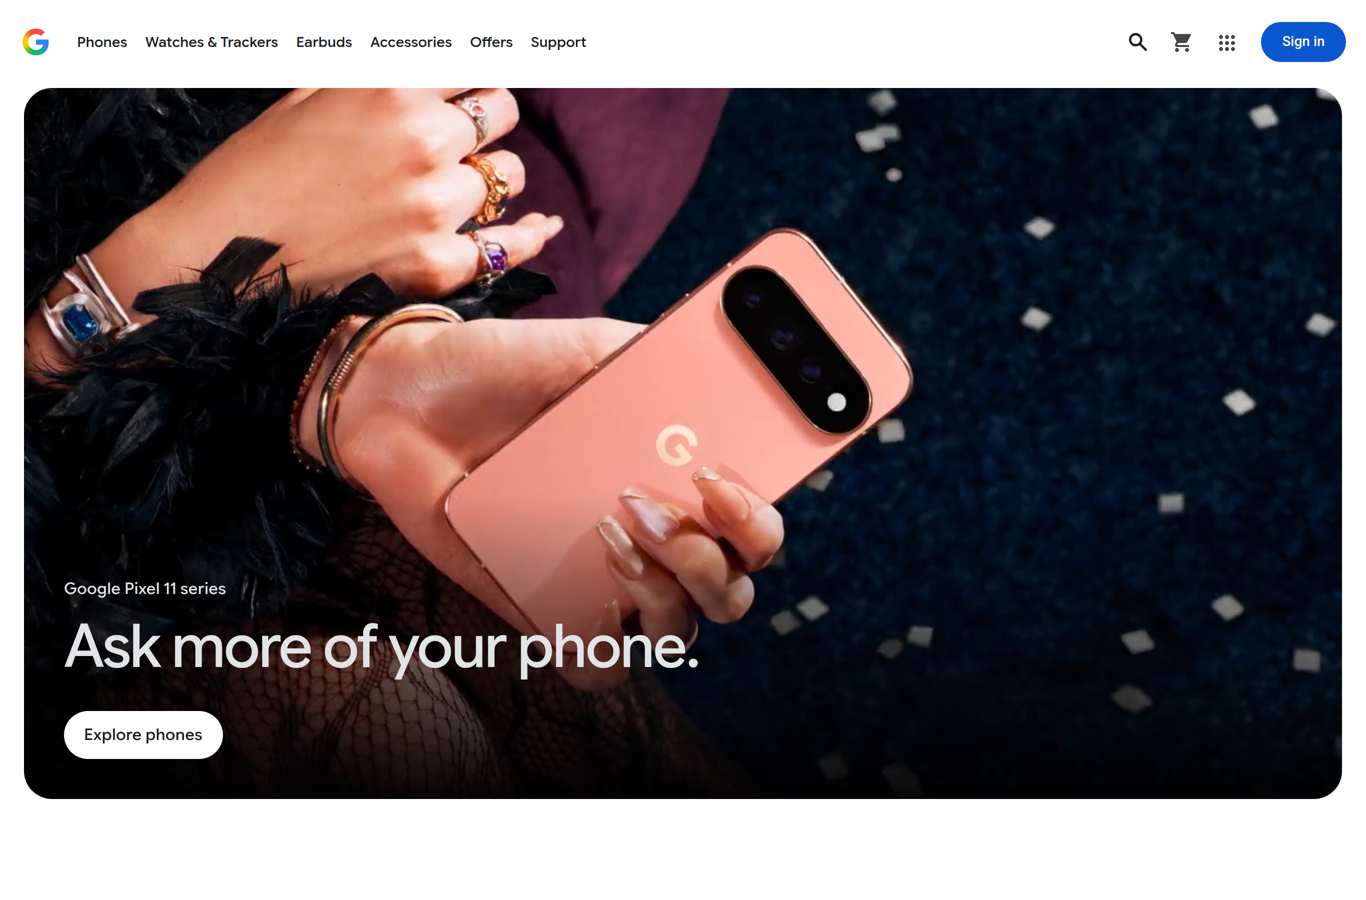 Phones Watches & Trackers Earbuds Accessories Offers Support Sign in
Google Pixel 11 series
Ask more of your phone.
Explore phones